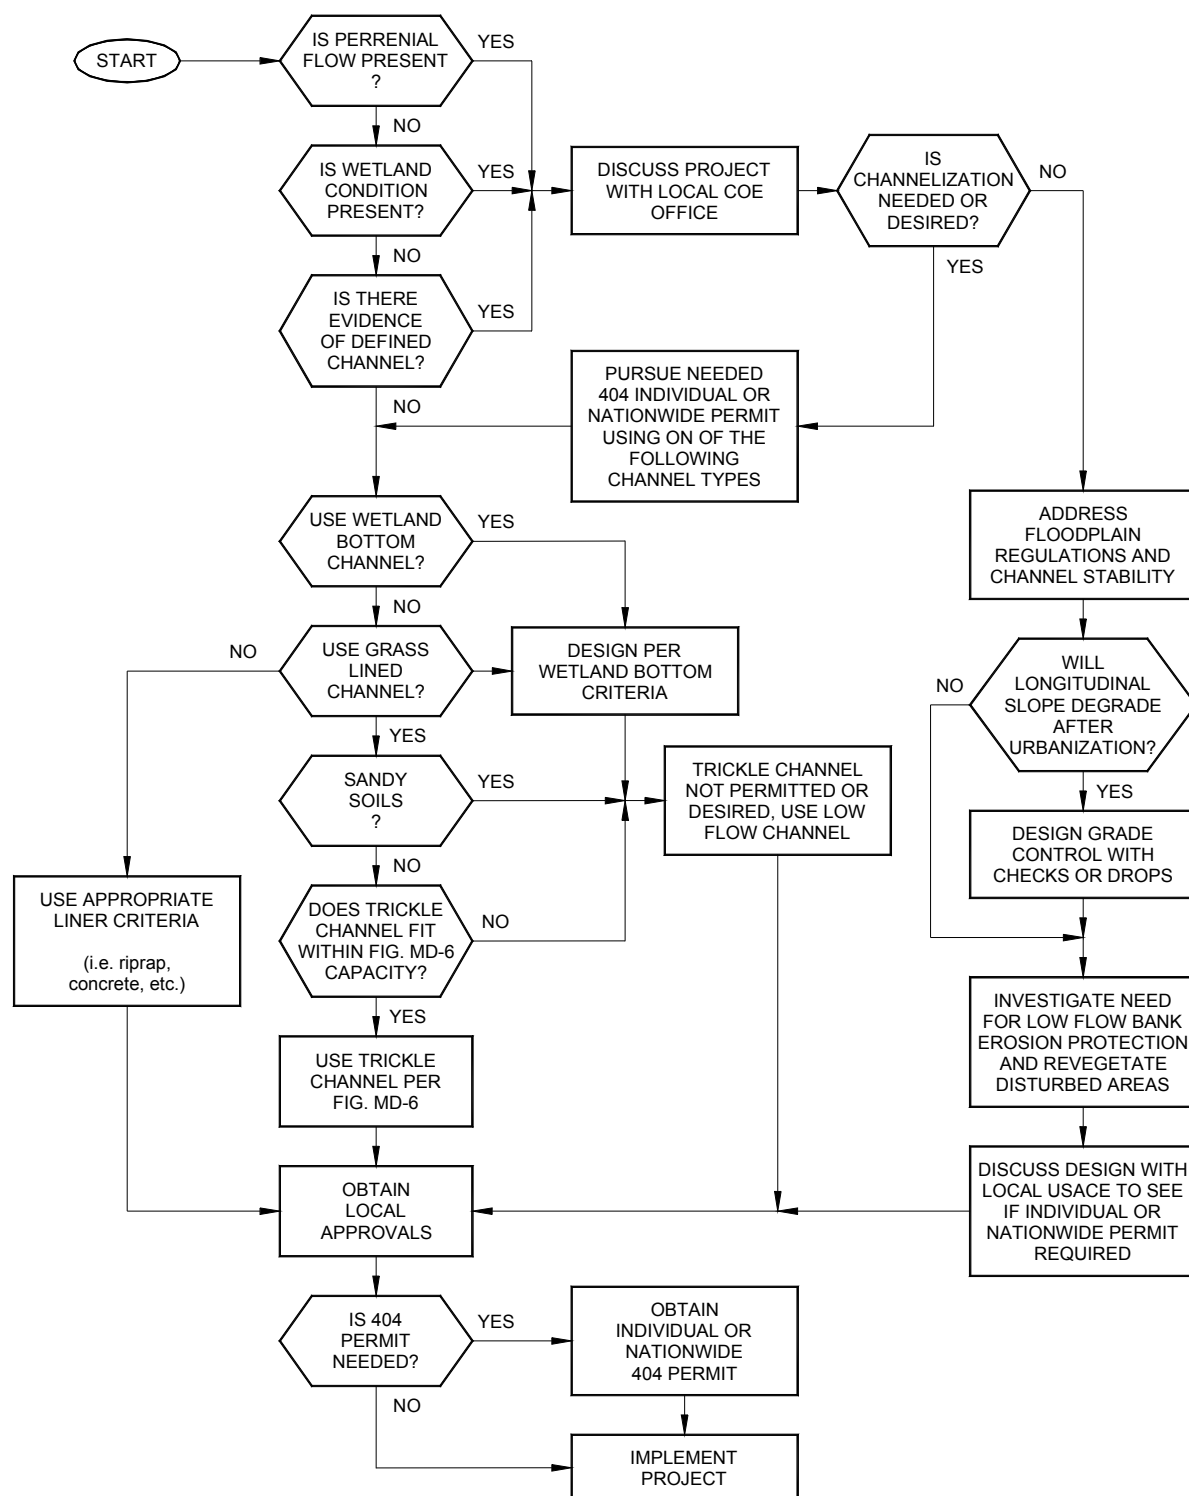 START
IS PERRENIAL
FLOW PRESENT
?
YES
NO
IS WETLAND
CONDITION
PRESENT?
YES
NO
DISCUSS PROJECT
WITH LOCAL COE
OFFICE
IS
CHANNELIZATION
NEEDED OR
DESIRED?
NO
YES
IS THERE
EVIDENCE
OF DEFINED
CHANNEL?
YES
NO
PURSUE NEEDED
404 INDIVIDUAL OR
NATIONWIDE PERMIT
USING ON OF THE
FOLLOWING
CHANNEL TYPES
USE WETLAND
BOTTOM
CHANNEL?
YES
NO
ADDRESS
FLOODPLAIN
REGULATIONS AND
CHANNEL STABILITY
USE GRASS
LINED
CHANNEL?
NO
YES
DESIGN PER
WETLAND BOTTOM
CRITERIA
WILL
LONGITUDINAL
SLOPE DEGRADE
AFTER
URBANIZATION?
NO
YES
SANDY
SOILS
?
YES
NO
TRICKLE CHANNEL
NOT PERMITTED OR
DESIRED, USE LOW
FLOW CHANNEL
DESIGN GRADE
CONTROL WITH
CHECKS OR DROPS
USE APPROPRIATE
LINER CRITERIA
(i.e. riprap,
concrete, etc.)
DOES TRICKLE
CHANNEL FIT
WITHIN FIG. MD-6
CAPACITY?
NO
YES
INVESTIGATE NEED
FOR LOW FLOW BANK
EROSION PROTECTION
AND REVEGETATE
DISTURBED AREAS
USE TRICKLE
CHANNEL PER
FIG. MD-6
OBTAIN
LOCAL
APPROVALS
DISCUSS DESIGN WITH
LOCAL USACE TO SEE
IF INDIVIDUAL OR
NATIONWIDE PERMIT
REQUIRED
IS 404
PERMIT
NEEDED?
YES
NO
OBTAIN
INDIVIDUAL OR
NATIONWIDE
404 PERMIT
IMPLEMENT
PROJECT